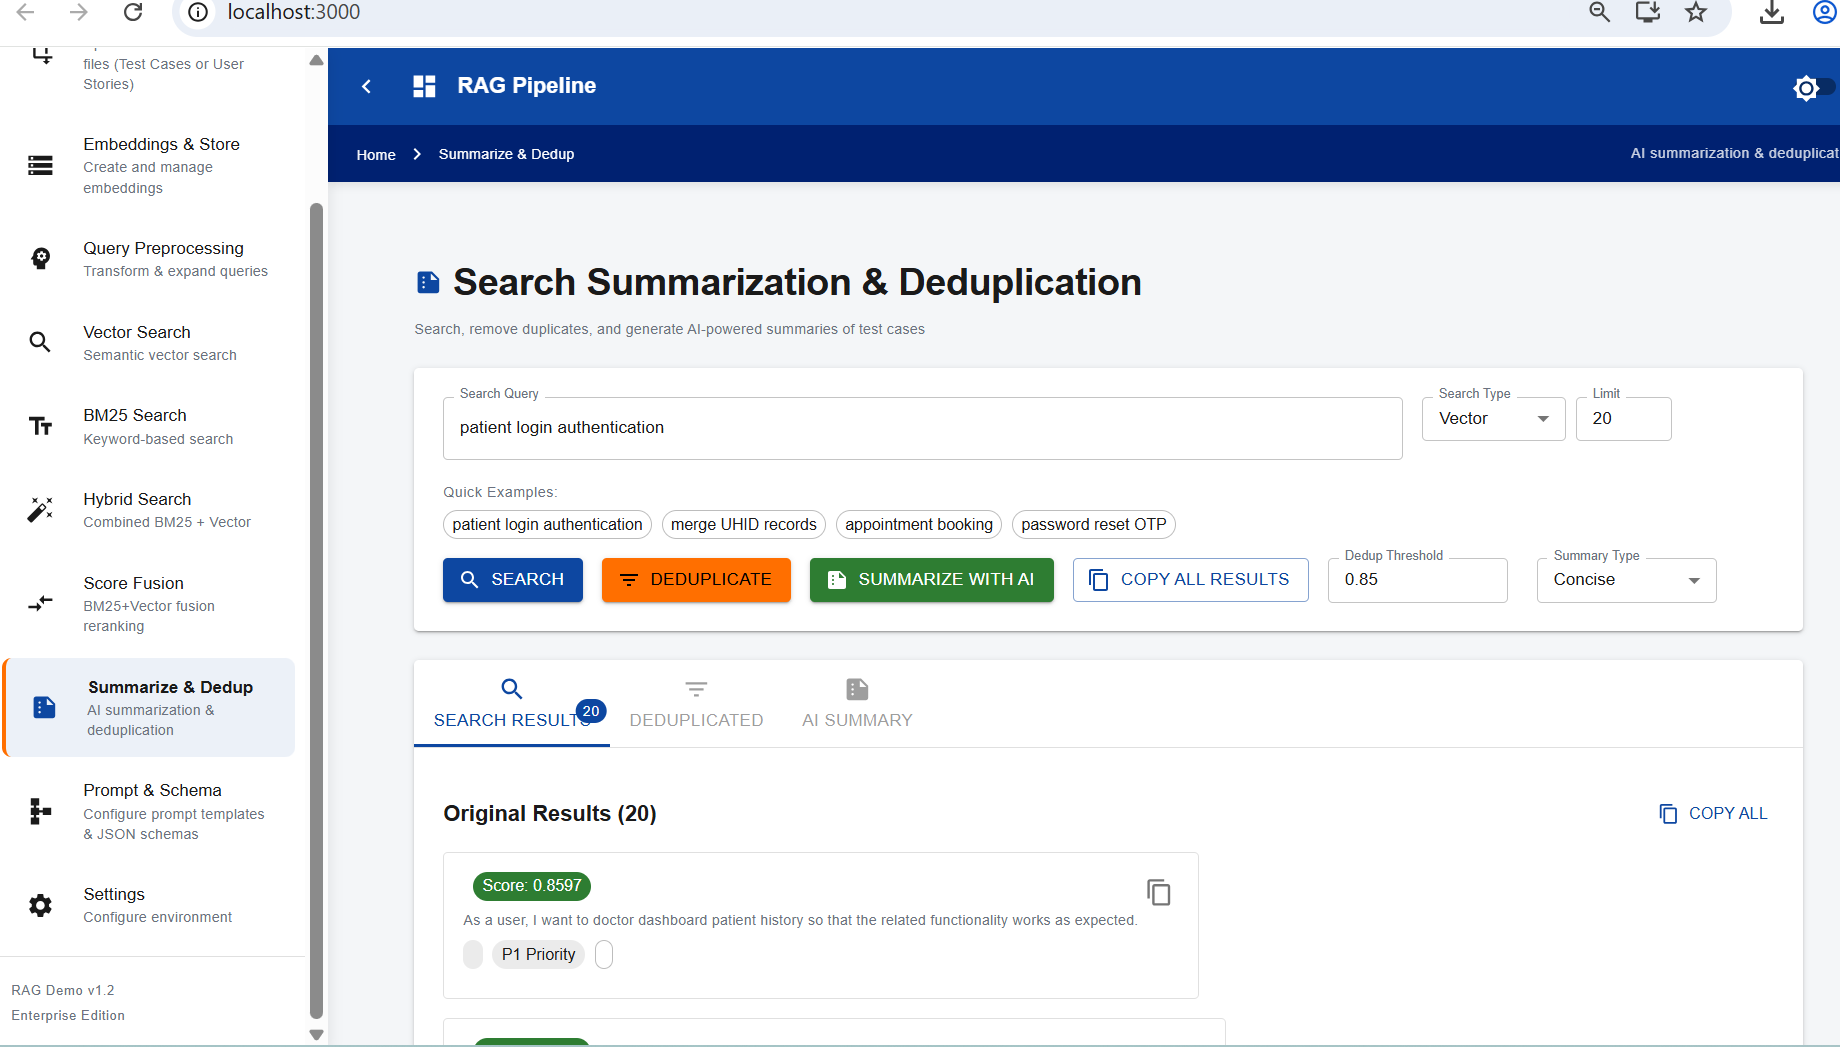 localhost:3000
files (Test Cases or User
Stories)
Embeddings & Store
Create and manage
embeddings
Query Preprocessing
Transform & expand queries
Vector Search
Semantic vector search
BM25 Search
Keyword-based search
Hybrid Search
Combined BM25 + Vector
Score Fusion
BM25+Vector fusion
reranking
Summarize & Dedup
AI summarization &
deduplication
Prompt & Schema
Configure prompt templates
& JSON schemas
Settings
Configure environment
RAG Demo v1.2
Enterprise Edition
RAG Pipeline
Home
Summarize & Dedup
AI summarization & deduplicat
Search Summarization & Deduplication
Search, remove duplicates, and generate AI-powered summaries of test cases
Search Query
patient login authentication
Search Type
Vector
Limit
20
Quick Examples:
patient login authentication
merge UHID records
appointment booking
password reset OTP
SEARCH
DEDUPLICATE
SUMMARIZE WITH AI
COPY ALL RESULTS
Dedup Threshold
0.85
Summary Type
Concise
SEARCH RESULTS
20
DEDUPLICATED
AI SUMMARY
Original Results (20)
COPY ALL
Score: 0.8597
As a user, I want to doctor dashboard patient history so that the related functionality works as expected.
P1 Priority